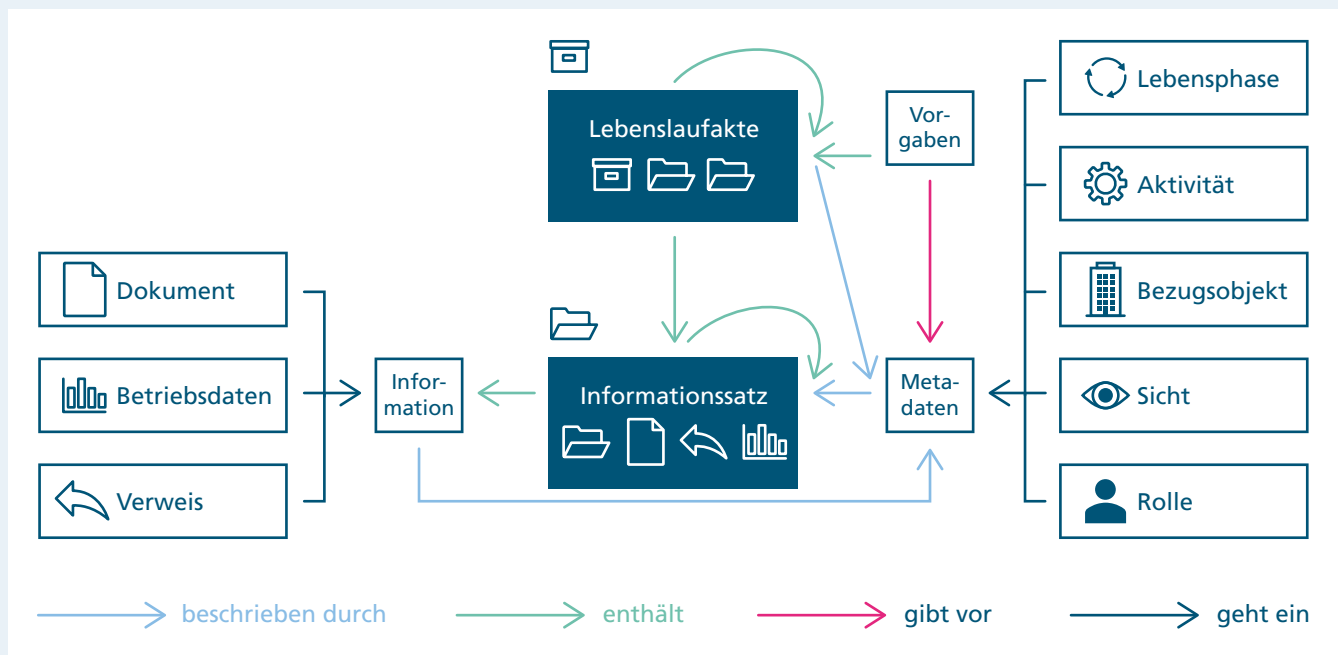 Lebenslaufakte
Vor-
gaben
Lebensphase
Aktivität
Bezugsobjekt
Sicht
Rolle
Dokument
Betriebsdaten
Verweis
Infor-
mation
Informationssatz
Meta-
daten
beschrieben durch
enthält
gibt vor
geht ein